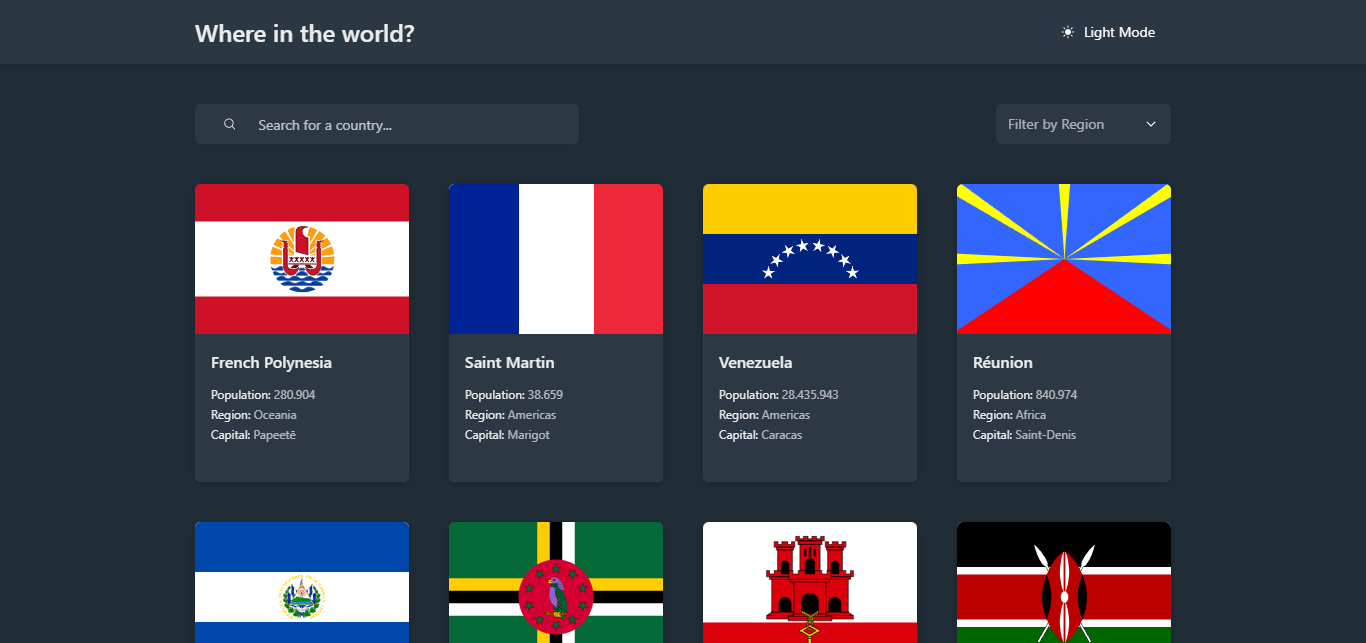 Where in the world?
Light Mode
Search for a country...
Filter by Region
French Polynesia
Population: 280.904
Region: Oceania
Capital: Papeetē
Saint Martin
Population: 38.659
Region: Americas
Capital: Marigot
Venezuela
Population: 28.435.943
Region: Americas
Capital: Caracas
Réunion
Population: 840.974
Region: Africa
Capital: Saint-Denis